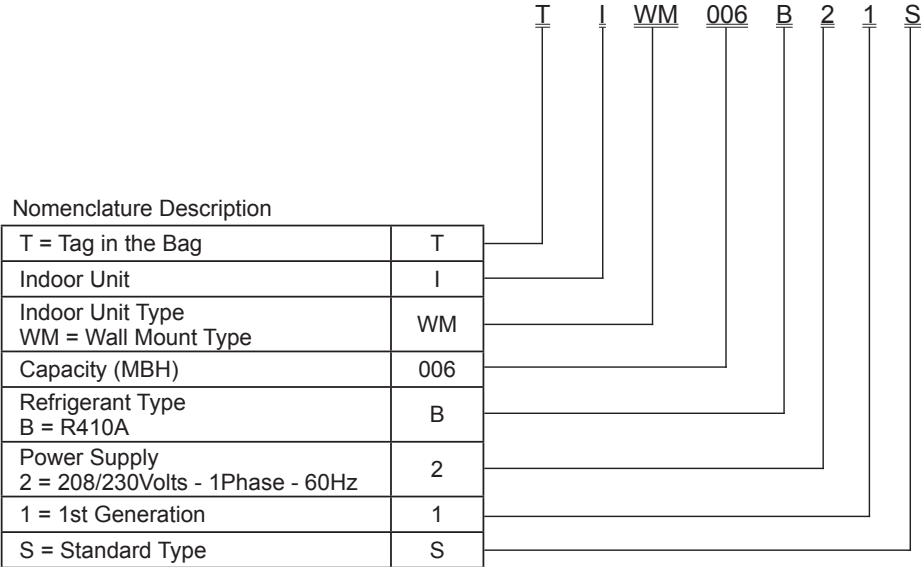 T I WM 006 B 2 1 S
Nomenclature Description
T = Tag in the Bag T
Indoor Unit I
Indoor Unit Type
WM = Wall Mount Type WM
Capacity (MBH) 006
Refrigerant Type
B = R410A B
Power Supply
2 = 208/230Volts - 1Phase - 60Hz 2
1 = 1st Generation 1
S = Standard Type S